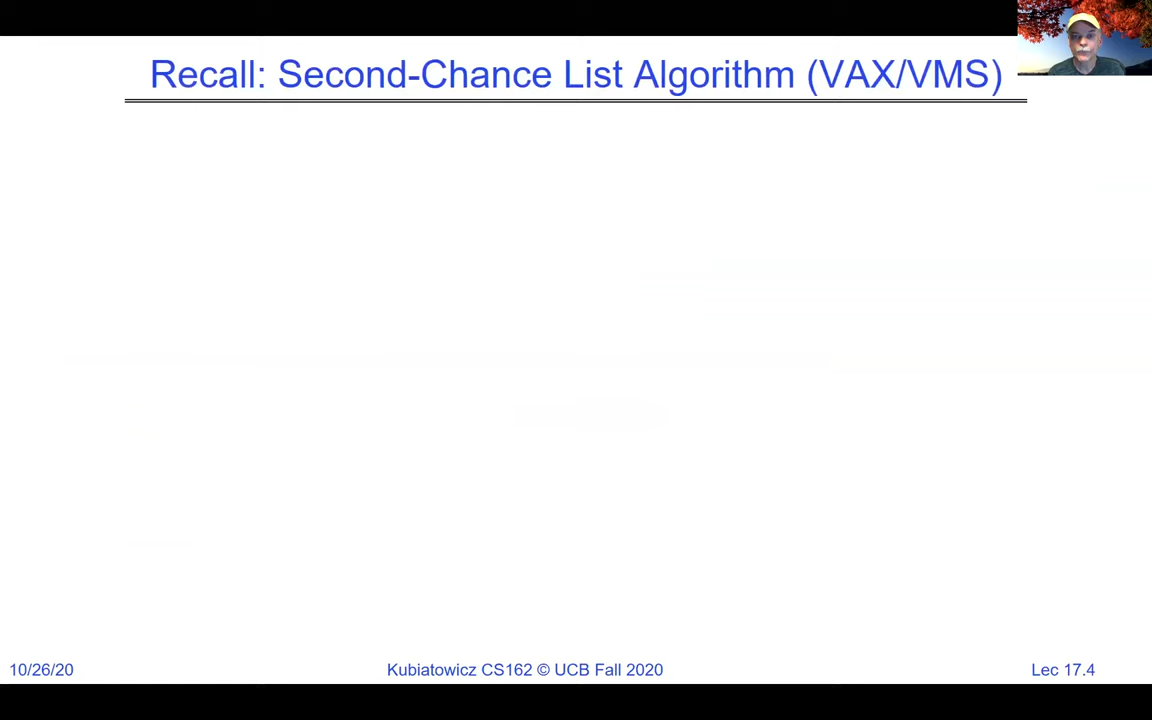 Recall: Second-Chance List Algorithm (VAX/VMS)
10/26/20
Kubiatowicz CS162 © UCB Fall 2020
Lec 17.4